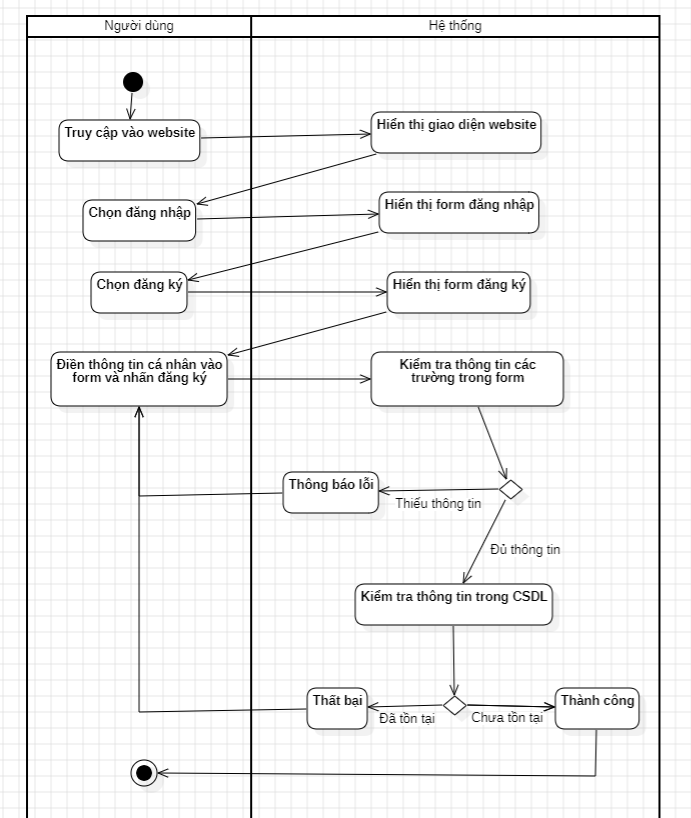 Người dùng
Hệ thống
Truy cập vào website
Hiển thị giao diện website
Chọn đăng nhập
Hiển thị form đăng nhập
Chọn đăng ký
Hiển thị form đăng ký
Điền thông tin cá nhân vào
form và nhấn đăng ký
Kiểm tra thông tin các
trường trong form
Thông báo lỗi
Thiếu thông tin
Đủ thông tin
Kiểm tra thông tin trong CSDL
Thất bại
Đã tồn tại
Chưa tồn tại
Thành công